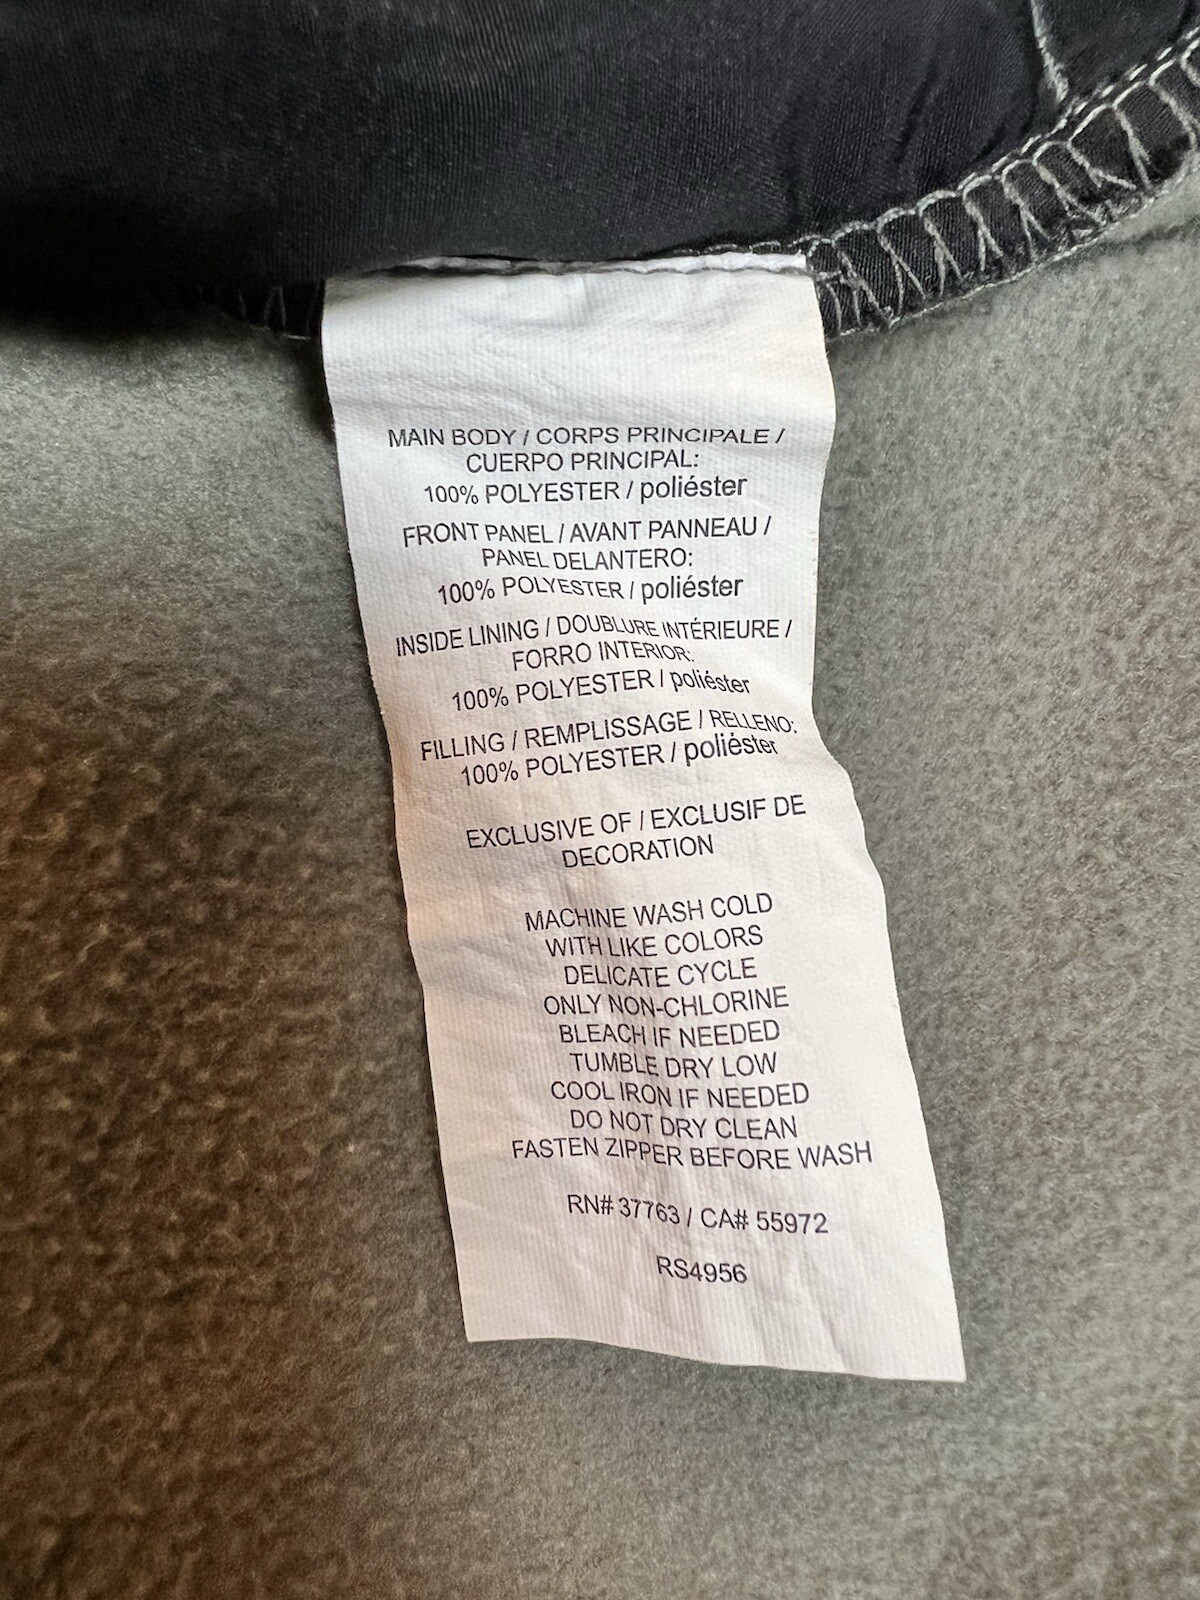 MAIN BODY / CORPS PRINCIPALE /
CUERPO PRINCIPAL:
100% POLYESTER / poliéster
FRONT PANEL / AVANT PANNEAU /
PANEL DELANTERO:
100% POLYESTER / poliéster
INSIDE LINING / DOUBLURE INTÉRIEURE /
FORRO INTERIOR:
100% POLYESTER / poliéster
FILLING / REMPLISSAGE / RELLENO:
100% POLYESTER / poliéster
EXCLUSIVE OF / EXCLUSIF DE
DECORATION
MACHINE WASH COLD
WITH LIKE COLORS
DELICATE CYCLE
ONLY NON-CHLORINE
BLEACH IF NEEDED
TUMBLE DRY LOW
COOL IRON IF NEEDED
DO NOT DRY CLEAN
FASTEN ZIPPER BEFORE WASH
RN# 37763 / CA# 55972
RS4956